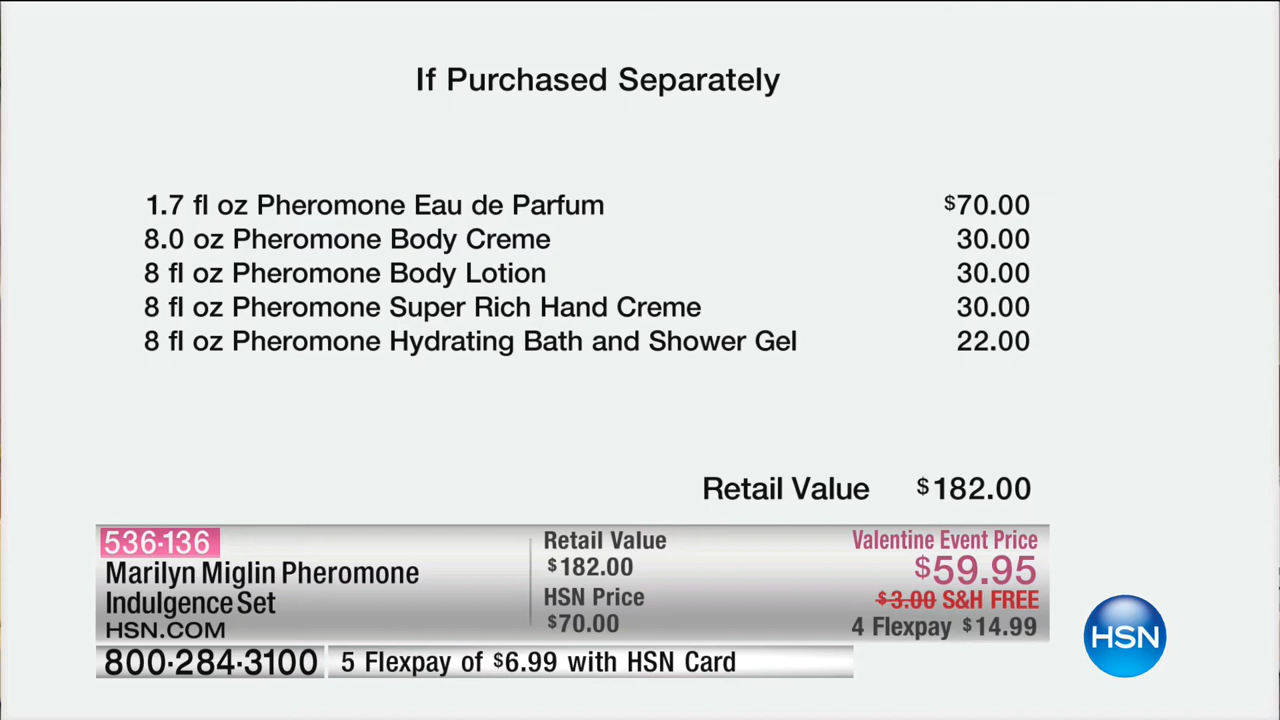 If Purchased Separately
1.7 fl oz Pheromone Eau de Parfum $70.00
8.0 oz Pheromone Body Creme 30.00
8 fl oz Pheromone Body Lotion 30.00
8 fl oz Pheromone Super Rich Hand Creme 30.00
8 fl oz Pheromone Hydrating Bath and Shower Gel 22.00
Retail Value $182.00
536·136
Marilyn Miglin Pheromone
Indulgence Set
HSN.COM
Retail Value
$182.00
HSN Price
$70.00
Valentine Event Price
$59.95
$3.00 S&H FREE
4 Flexpay $14.99
800·284·3100
5 Flexpay of $6.99 with HSN Card
HSN